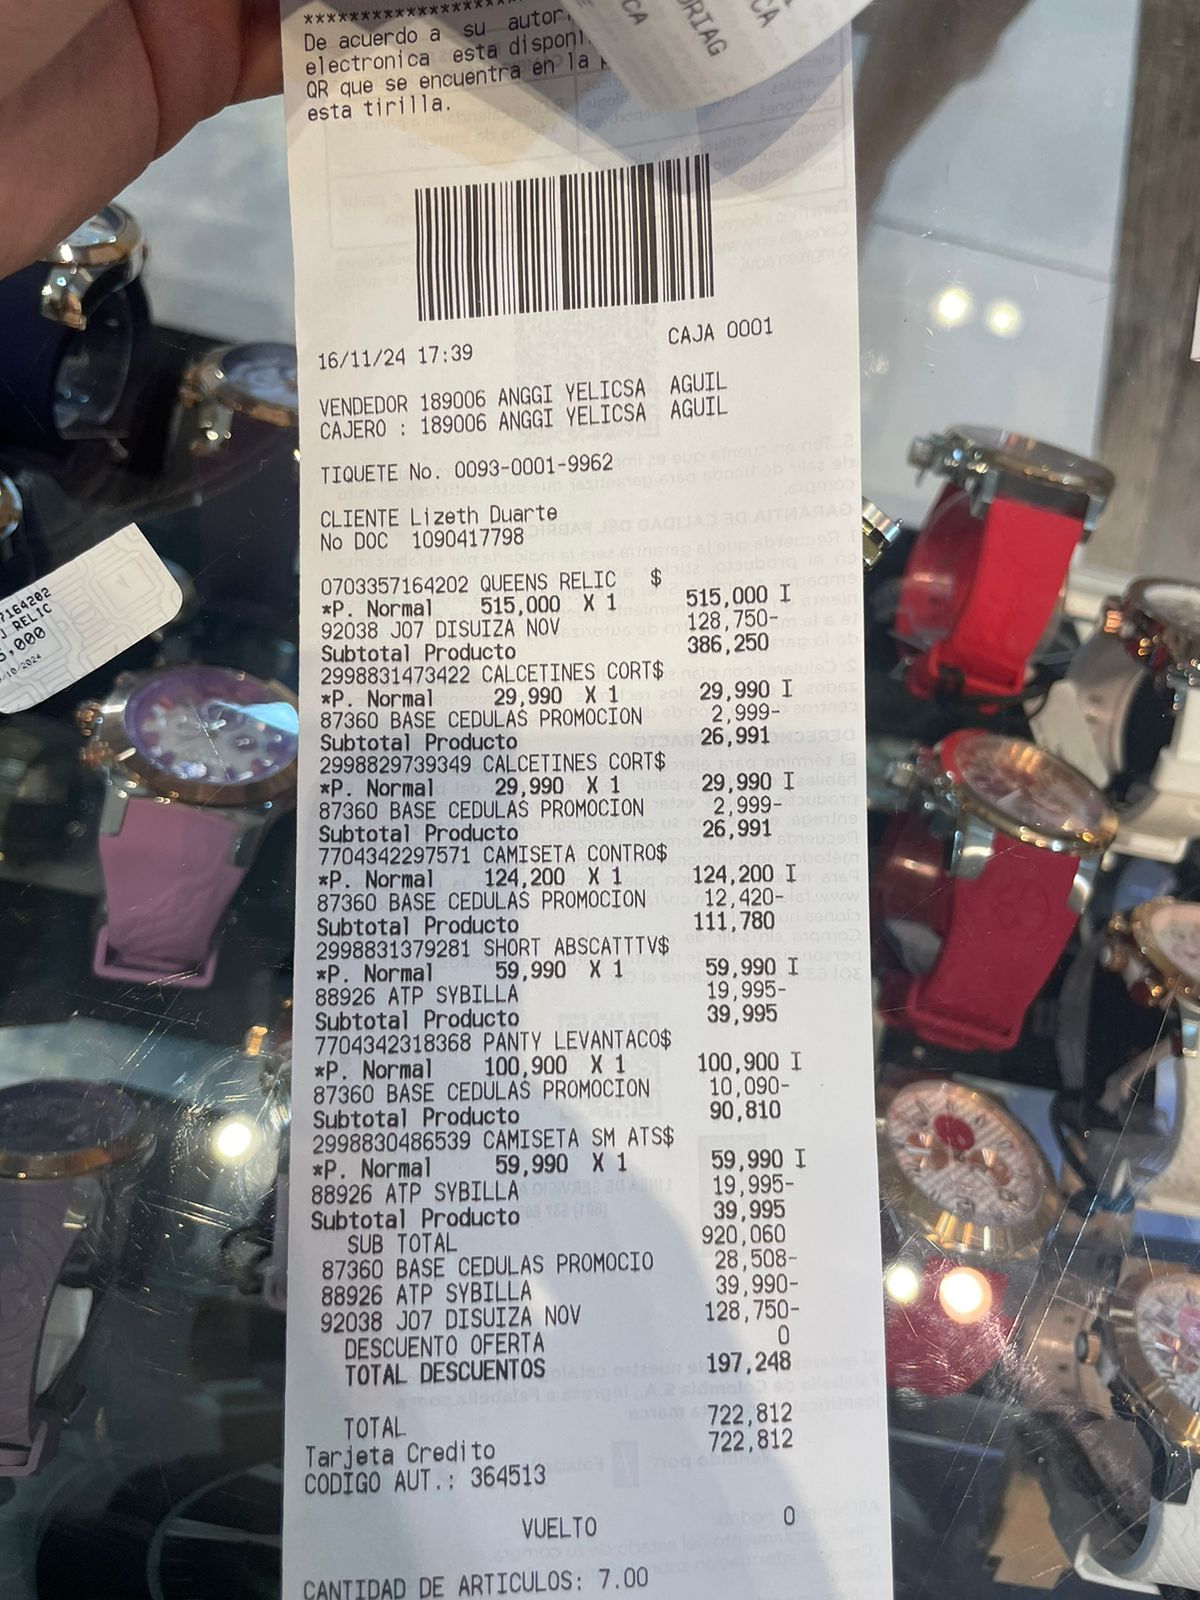 ********************
De acuerdo a su autor
electronica esta disponi
QR que se encuentra en la
esta tirilla.
CA
ORIAG
CA
16/11/24 17:39 CAJA 0001
VENDEDOR 189006 ANGGI YELICSA AGUIL
CAJERO : 189006 ANGGI YELICSA AGUIL
TIQUETE No. 0093-0001-9962
CLIENTE Lizeth Duarte
No DOC 1090417798
0703357164202 QUEENS RELIC $
*P. Normal 515,000 X 1 515,000 I
92038 J07 DISUIZA NOV 128,750-
Subtotal Producto 386,250
2998831473422 CALCETINES CORT$
*P. Normal 29,990 X 1 29,990 I
87360 BASE CEDULAS PROMOCION 2,999-
Subtotal Producto 26,991
2998829739349 CALCETINES CORT$
*P. Normal 29,990 X 1 29,990 I
87360 BASE CEDULAS PROMOCION 2,999-
Subtotal Producto 26,991
7704342297571 CAMISETA CONTRO$
*P. Normal 124,200 X 1 124,200 I
87360 BASE CEDULAS PROMOCION 12,420-
Subtotal Producto 111,780
2998831379281 SHORT ABSCATTTV$
*P. Normal 59,990 X 1 59,990 I
88926 ATP SYBILLA 19,995-
Subtotal Producto 39,995
7704342318368 PANTY LEVANTACO$
*P. Normal 100,900 X 1 100,900 I
87360 BASE CEDULAS PROMOCION 10,090-
Subtotal Producto 90,810
2998830486539 CAMISETA SM ATS$
*P. Normal 59,990 X 1 59,990 I
88926 ATP SYBILLA 19,995-
Subtotal Producto 39,995
SUB TOTAL 920,060
87360 BASE CEDULAS PROMOCIO 28,508-
88926 ATP SYBILLA 39,990-
92038 J07 DISUIZA NOV 128,750-
DESCUENTO OFERTA 0
TOTAL DESCUENTOS 197,248
TOTAL 722,812
Tarjeta Credito 722,812
CODIGO AUT.: 364513
VUELTO 0
CANTIDAD DE ARTICULOS: 7.00
7164202
RELIC
,000
10/2024